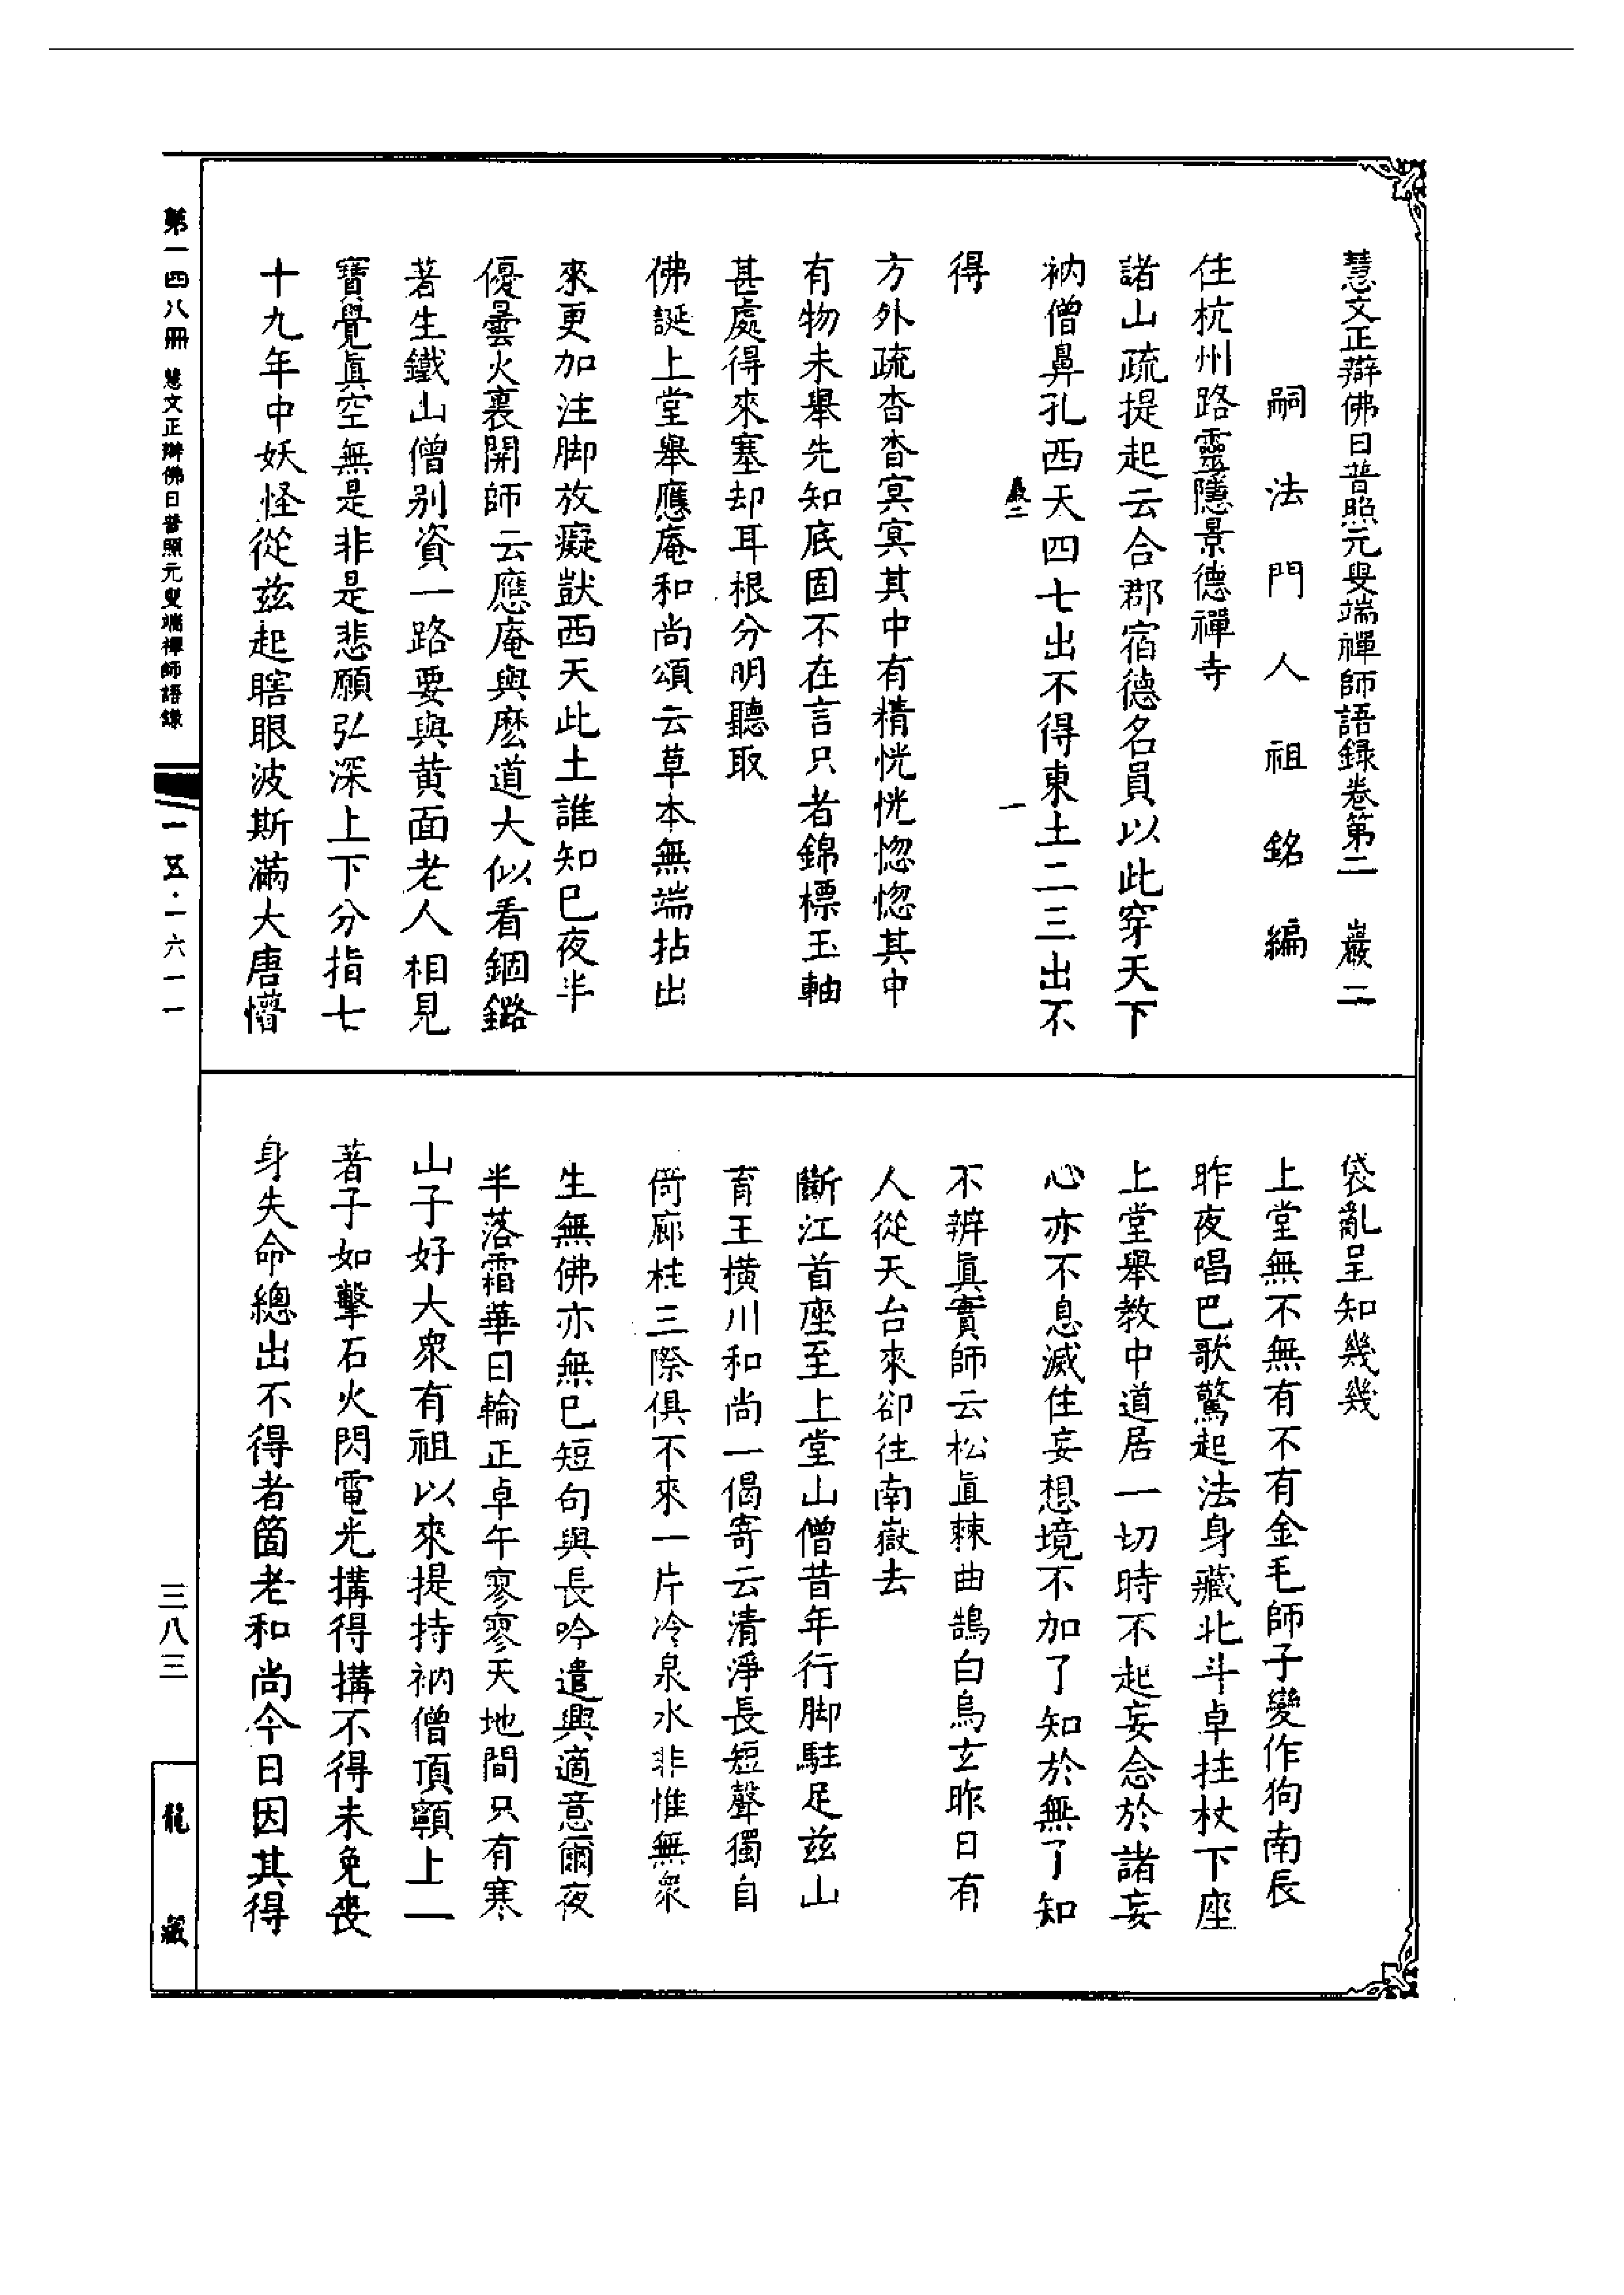 慧文正辯佛日普照元叟端禪師語録卷第二　巖二
嗣法門人祖銘編
住杭州路靈隱景德禪寺
諸山疏提起云合郡宿德名員以此穿天下
衲僧鼻孔西天四七出不得東土二三出不
巖二　一
得
方外疏杳杳冥冥其中有精恍恍惚惚其中
有物未舉先知底固不在言只者錦標玉軸
甚處得來塞却耳根分明聽取
佛誕上堂舉應庵和尚頌云草本無端拈出
來更加注脚放癡獃西天此土誰知已夜半
優曇火裏開師云應庵與麽道大似看錮鏴
著生鐵山僧別資一路要與黄面老人相見
寶覺真空無是非是悲願弘深上下分指七
十九年中妖怪從兹起瞎眼波斯滿大唐懵
袋亂呈知幾幾
上堂無不無有不有金毛師子變作狗南長
昨夜唱巴歌驚起法身藏北斗卓拄杖下座
上堂舉教中道居一切時不起妄念於諸妄
心亦不息滅住妄想境不加了知於無了知
不辨真實師云松直棘曲鵠白烏玄昨日有
人從天台來卻往南嶽去
斷江首座至上堂山僧昔年行脚駐足兹山
育王横川和尚一偈寄云清淨長短聲獨自
倚廊柱三際俱不來一片冷泉水非惟無衆
生無佛亦無已短句與長吟遣興適意爾夜
半落霜華日輪正卓午寥寥天地間只有寒
山子好大衆有祖以來提持衲僧頂顊上一
著子如擊石火閃電光搆得搆不得未免喪
身失命總出不得者箇老和尚今日因其得
第一四八冊　慧文正辯佛日普照元叟端禪師語録
一五·一六一一
三八三
龍藏